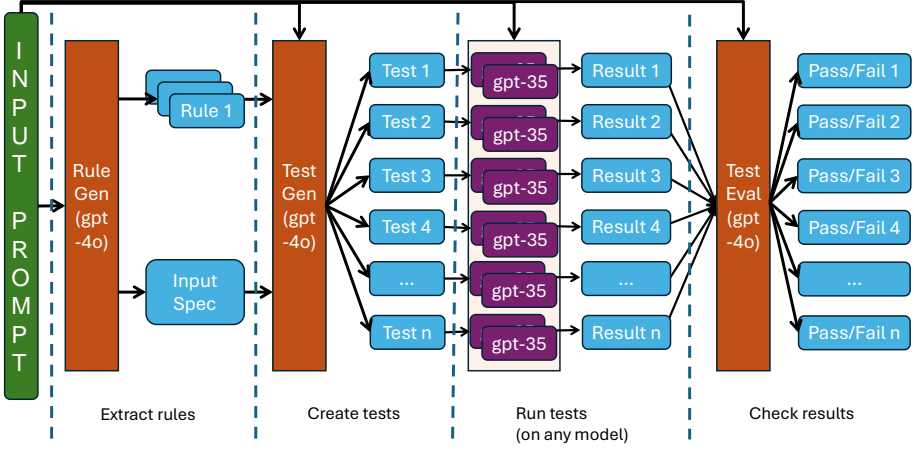 INPUT PROMPT
Rule
Gen
(gpt
-4o)
Rule 1
Input
Spec
Extract rules
Test
Gen
(gpt
-4o)
Test 1
Test 2
Test 3
Test 4
...
Test n
Create tests
gpt-35
gpt-35
gpt-35
gpt-35
gpt-35
gpt-35
Result 1
Result 2
Result 3
Result 4
...
Result n
Run tests
(on any model)
Test
Eval
(gpt
-4o)
Pass/Fail 1
Pass/Fail 2
Pass/Fail 3
Pass/Fail 4
...
Pass/Fail n
Check results